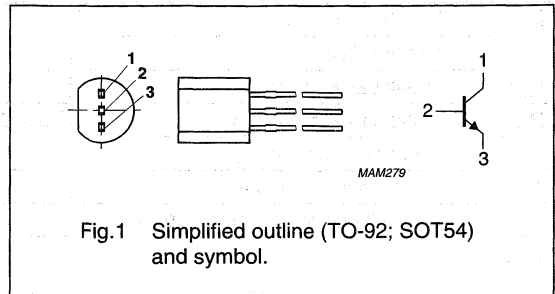 1
2
3
1
2
3
MAM279
Fig.1 Simplified outline (TO-92; SOT54)
and symbol.